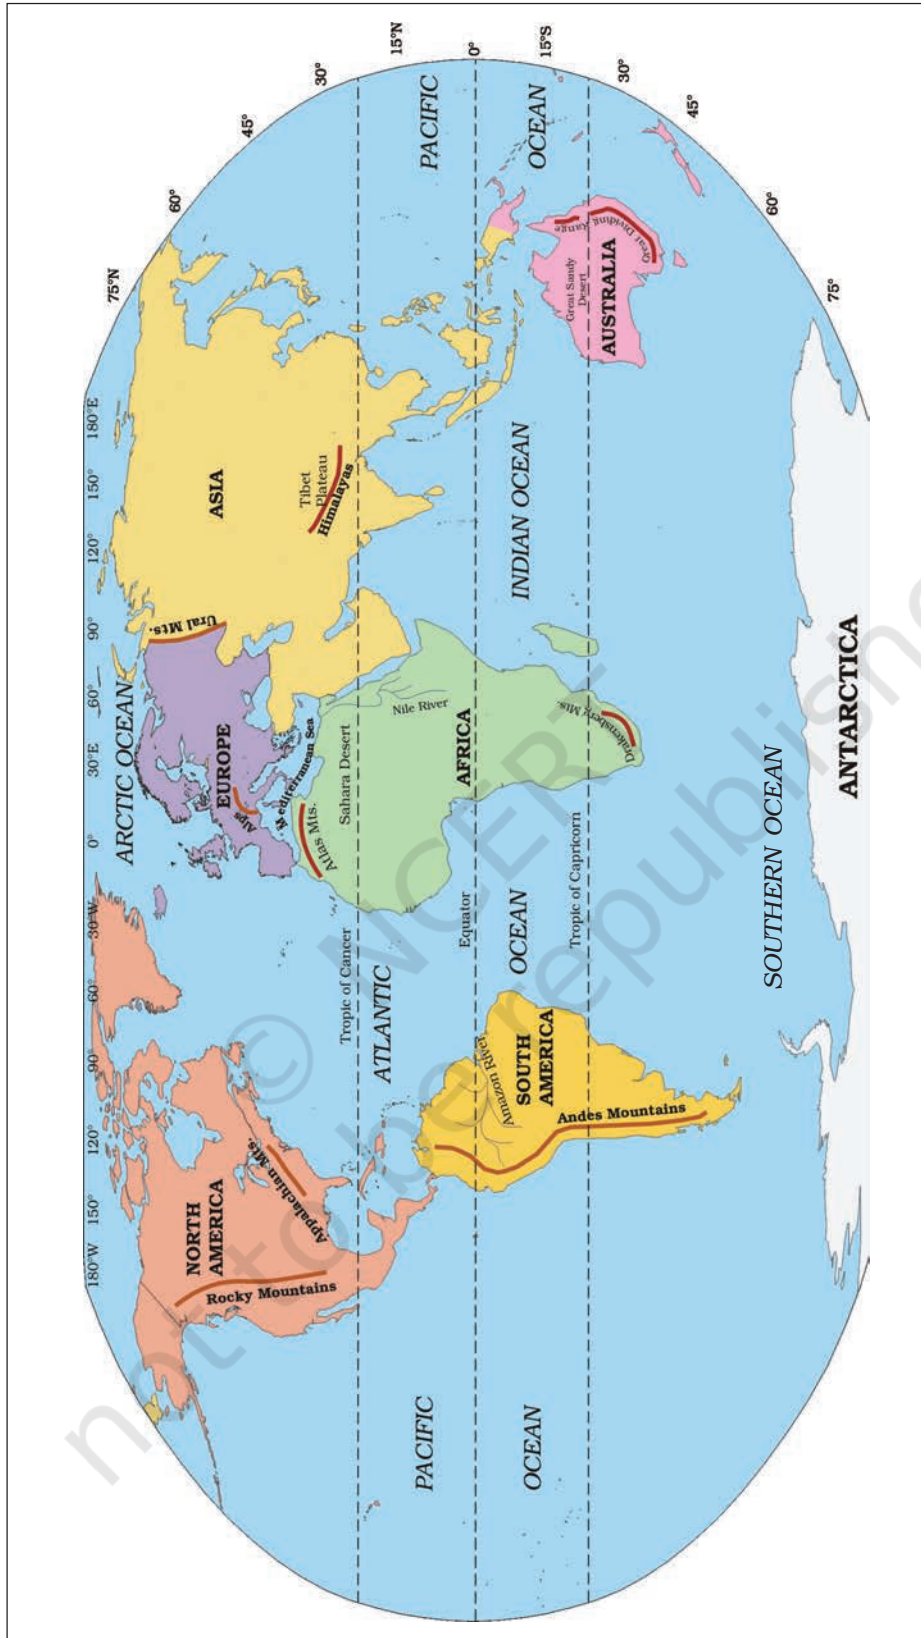 180°W
150°
120°
90°
60°
30°W
0°
30°E
60°
90°
120°
150°
180°E
75°N
60°
45°
30°
15°N
0°
15°S
30°
45°
60°
75°
ARCTIC OCEAN
NORTH
AMERICA
Rocky Mountains
Appalachian Mts.
EUROPE
Alps
Ural Mts.
Mediterranean Sea
ASIA
Tibet
Plateau
Himalayas
Atlas Mts.
Sahara Desert
Nile River
AFRICA
Drakensberg Mts.
Tropic of Cancer
Equator
Tropic of Capricorn
ATLANTIC
OCEAN
PACIFIC
OCEAN
PACIFIC
OCEAN
INDIAN OCEAN
Amazon River
SOUTH
AMERICA
Andes Mountains
Great Sandy
Desert
AUSTRALIA
Great Dividing Range
SOUTHERN OCEAN
ANTARCTICA
© NCERT
not to be republished